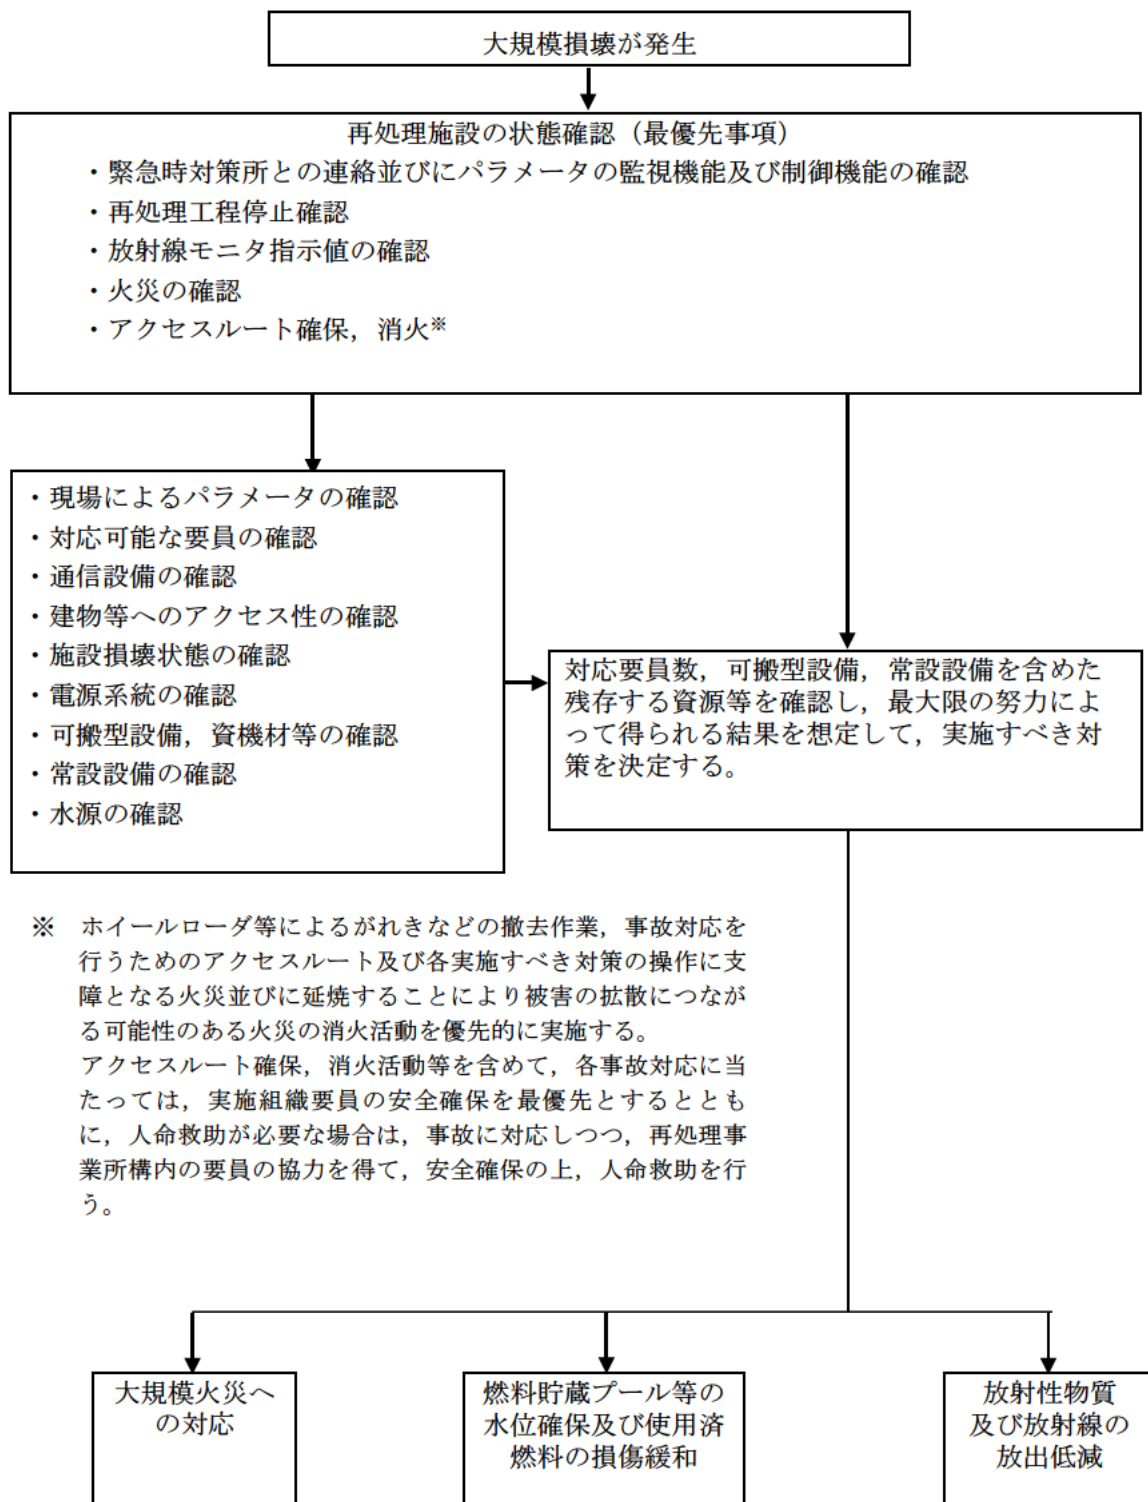 大規模損壊が発生
再処理施設の状態確認（最優先事項）
・緊急時対策所との連絡並びにパラメータの監視機能及び制御機能の確認
・再処理工程停止確認
・放射線モニタ指示値の確認
・火災の確認
・アクセスルート確保，消火※
・現場によるパラメータの確認
・対応可能な要員の確認
・通信設備の確認
・建物等へのアクセス性の確認
・施設損壊状態の確認
・電源系統の確認
・可搬型設備，資機材等の確認
・常設設備の確認
・水源の確認
対応要員数，可搬型設備，常設設備を含めた
残存する資源等を確認し，最大限の努力によ
って得られる結果を想定して，実施すべき対
策を決定する。
※　ホイールローダ等によるがれきなどの撤去作業，事故対応を
行うためのアクセスルート及び各実施すべき対策の操作に支
障となる火災並びに延焼することにより被害の拡散につなが
る可能性のある火災の消火活動を優先的に実施する。
アクセスルート確保，消火活動等を含めて，各事故対応に当
たっては，実施組織要員の安全確保を最優先とするととも
に，人命救助が必要な場合は，事故に対応しつつ，再処理事
業所構内の要員の協力を得て，安全確保の上，人命救助を行
う。
大規模火災へ
の対応
燃料貯蔵プール等の
水位確保及び使用済
燃料の損傷緩和
放射性物質
及び放射線の
放出低減